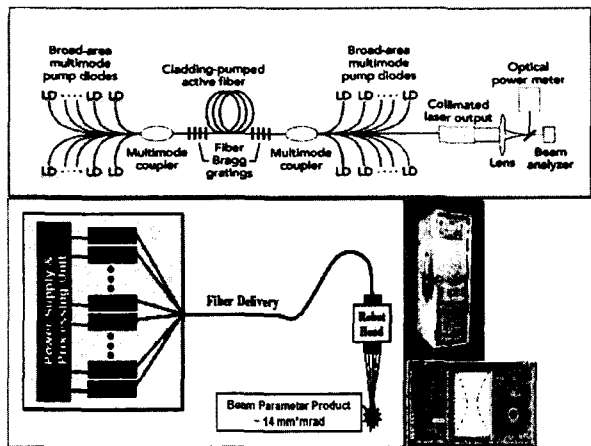 Broad-area
multimode
pump diodes
LD LD LD
LD LD LD
Multimode
coupler
Cladding-pumped
active fiber
Fiber
Bragg
gratings
Multimode
coupler
Broad-area
multimode
pump diodes
LD LD LD
LD LD LD
Collimated
laser output
Optical
power meter
Lens
Beam
analyzer
Power Supply &
Processing Unit
Fiber Delivery
Robot
Head
Beam Parameter Product
~ 14 mm*mrad